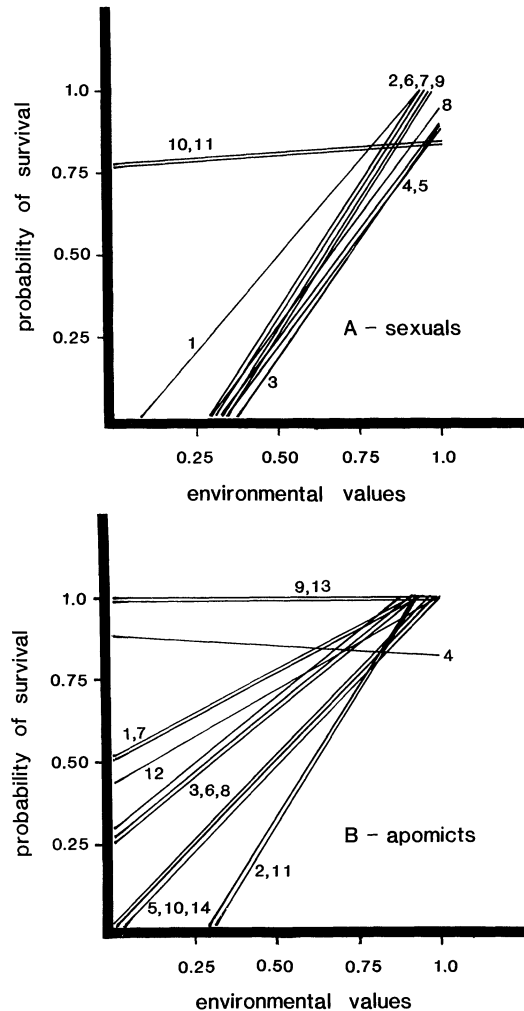 probability of survival
1.0
0.75
0.50
0.25
2,6,7,9
8
10,11
4,5
1
A - sexuals
3
0.25 0.50 0.75 1.0
environmental values
probability of survival
1.0
0.75
0.50
0.25
9,13
4
1,7
12
3,6,8
B - apomicts
2,11
5,10,14
0.25 0.50 0.75 1.0
environmental values